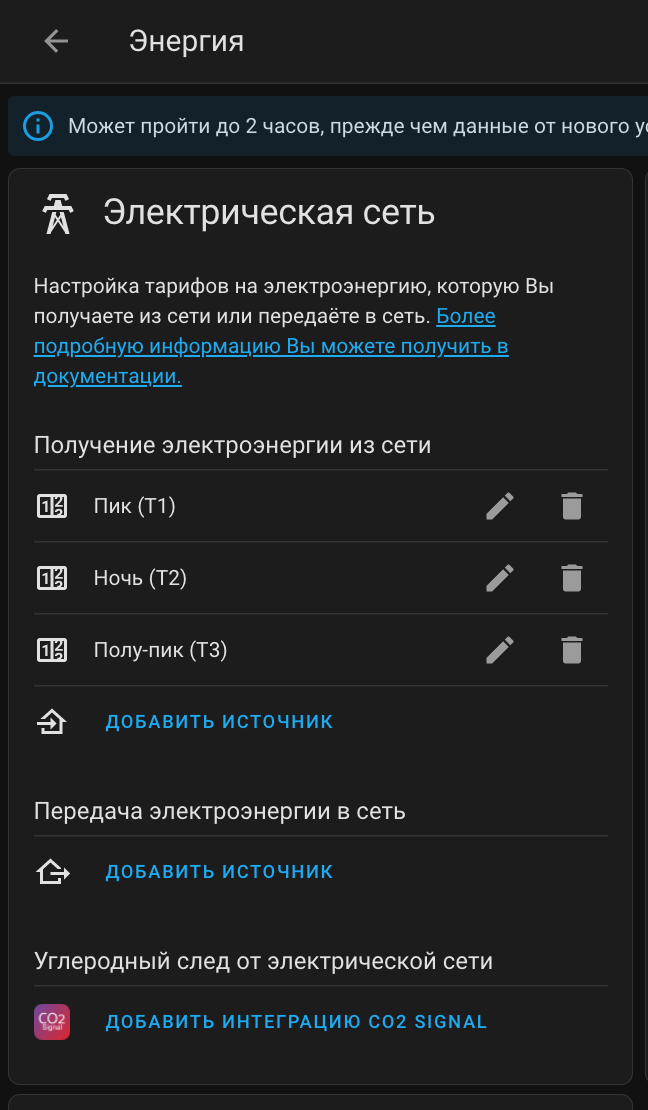 Энергия
Может пройти до 2 часов, прежде чем данные от нового
Электрическая сеть
Настройка тарифов на электроэнергию, которую Вы
получаете из сети или передаёте в сеть. Более
подробную информацию Вы можете получить в
документации.
Получение электроэнергии из сети
Пик (T1)
Ночь (T2)
Полу-пик (T3)
ДОБАВИТЬ ИСТОЧНИК
Передача электроэнергии в сеть
ДОБАВИТЬ ИСТОЧНИК
Углеродный след от электрической сети
CO2
Signal
ДОБАВИТЬ ИНТЕГРАЦИЮ CO2 SIGNAL